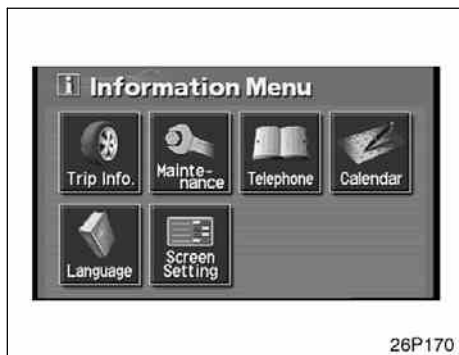 i Information Menu
Trip Info.
Mainte-
nance
Telephone
Calendar
Language
Screen
Setting
26P170